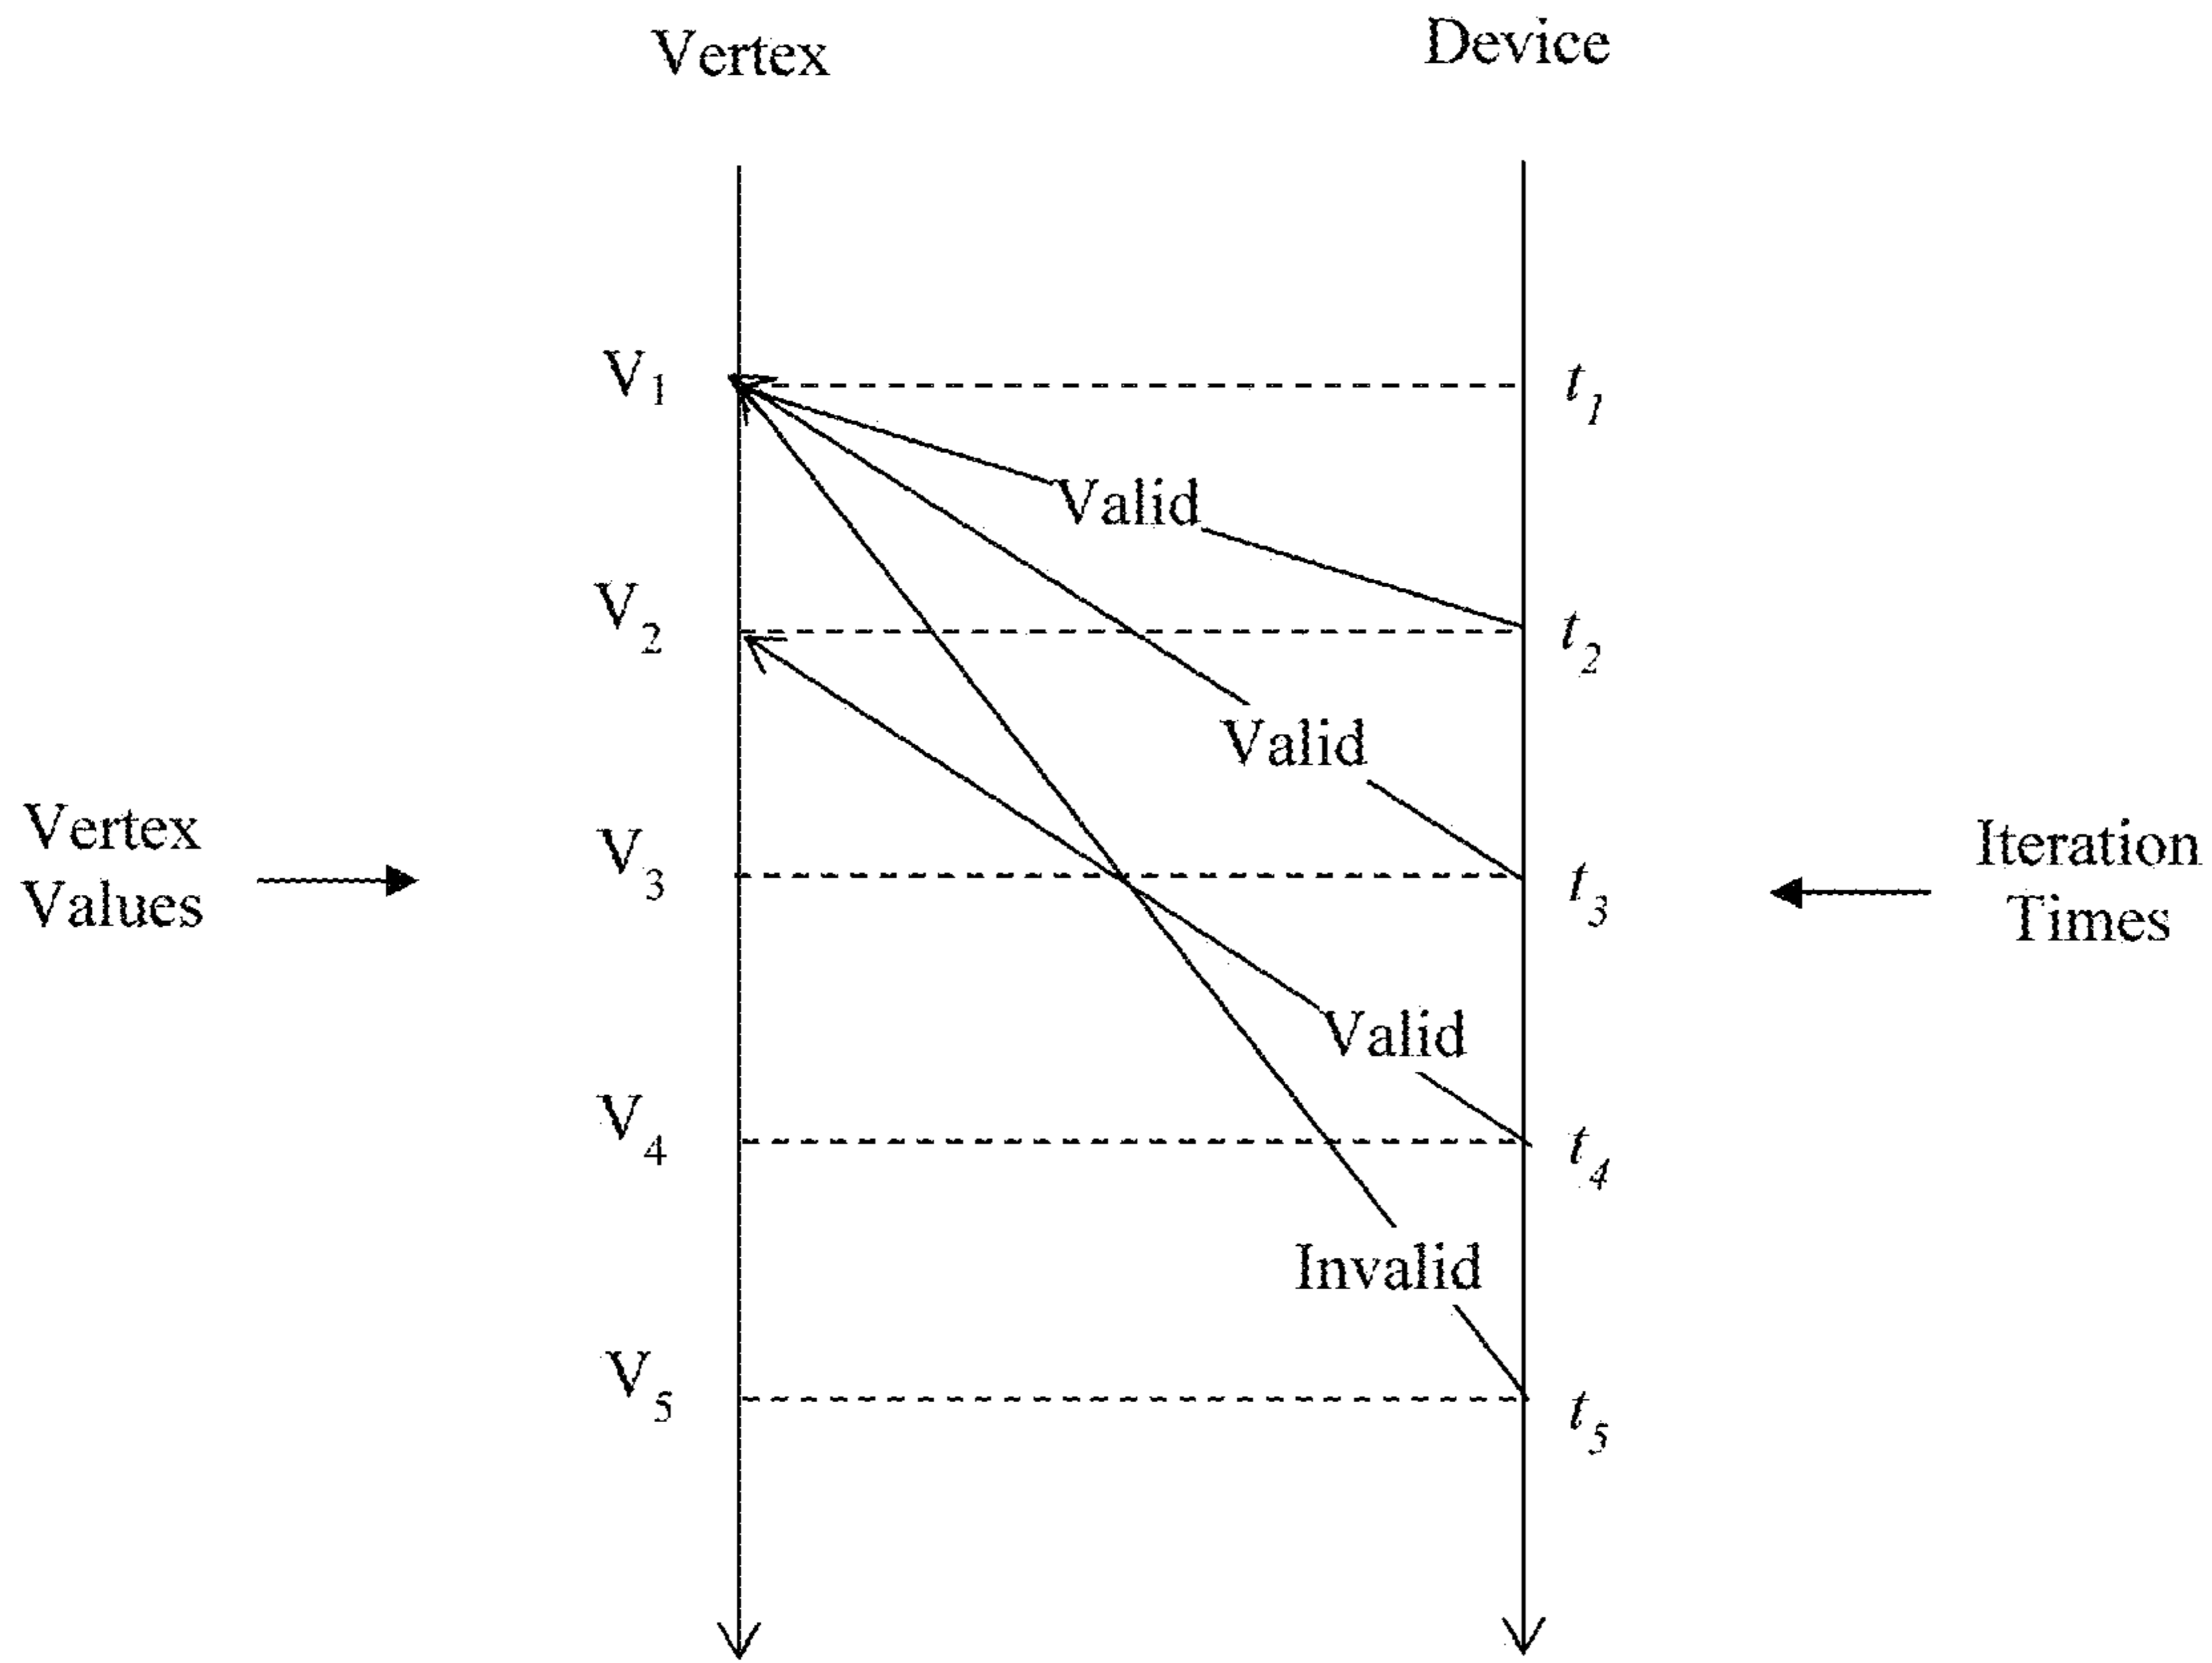 Vertex Device
V1 t1
Valid
V2 t2
Valid
Vertex
Values
V3 t3
Iteration
Times
Valid
V4 t4
Invalid
V5 t5